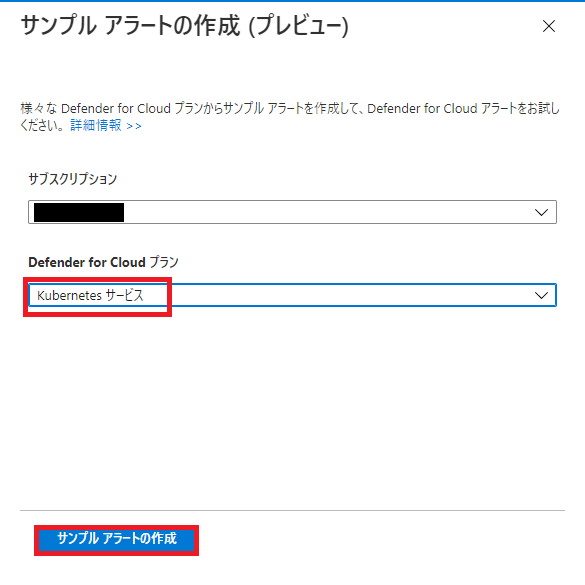 サンプル アラートの作成 (プレビュー)
様々な Defender for Cloud プランからサンプル アラートを作成して、Defender for Cloud アラートをお試し
ください。 詳細情報 >>
サブスクリプション
Defender for Cloud プラン
Kubernetes サービス
サンプル アラートの作成